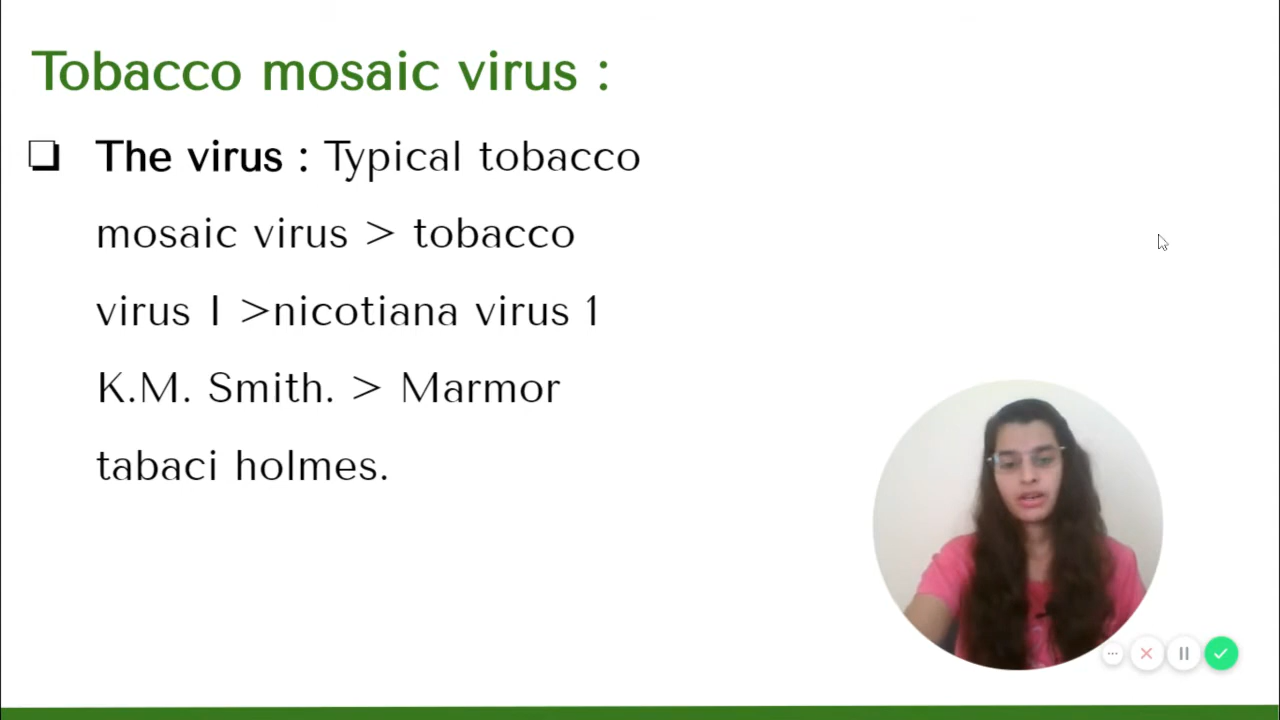 Tobacco mosaic virus :
The virus : Typical tobacco
mosaic virus > tobacco
virus I >nicotiana virus 1
K.M. Smith. > Marmor
tabaci holmes.